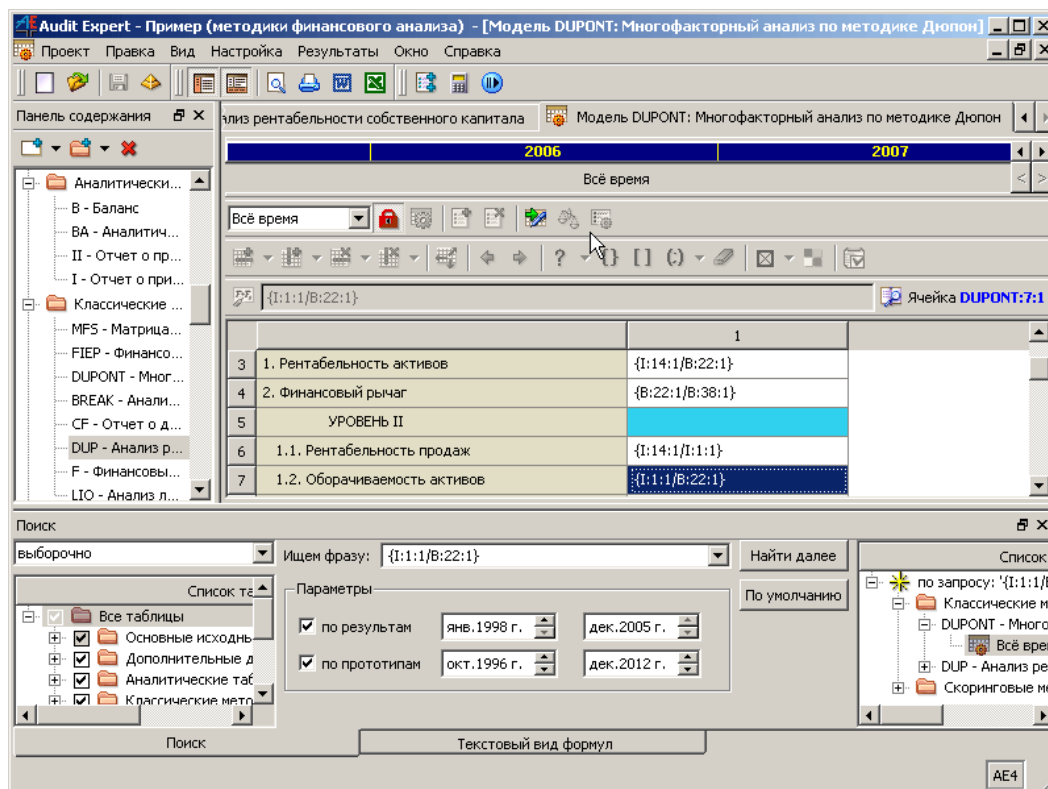 Audit Expert - Пример (методики финансового анализа) - [Модель DUPONT: Многофакторный анализ по методике Дюпон]
Проект Правка Вид Настройка Результаты Окно Справка
Панель содержания
ализ рентабельности собственного капитала Модель DUPONT: Многофакторный анализ по методике Дюпон
2006 2007
Всё время
Аналитически...
B - Баланс
BA - Аналитич...
II - Отчет о пр...
I - Отчет о при...
Классические ...
MFS - Матрица...
FIEP - Финансо...
DUPONT - Мног...
BREAK - Анали...
CF - Отчет о д...
DUP - Анализ р...
F - Финансовы...
LIO - Анализ л...
Всё время
{I:1:1/B:22:1} Ячейка DUPONT:7:1
1
3 1. Рентабельность активов {I:14:1/B:22:1}
4 2. Финансовый рычаг {B:22:1/B:38:1}
5 УРОВЕНЬ II
6 1.1. Рентабельность продаж {I:14:1/I:1:1}
7 1.2. Оборачиваемость активов {I:1:1/B:22:1}
Поиск
выборочно
Список та
Все таблицы
Основные исходнь
Дополнительные д
Аналитические таб
Классические мето
Ищем фразу: {I:1:1/B:22:1} Найти далее
По умолчанию
Параметры
по результам янв.1998 г. дек.2005 г.
по прототипам окт.1996 г. дек.2012 г.
Список
по запросу: '{I:1:1/B
Классические м
DUPONT - Много
Всё врем
DUP - Анализ ре
Скоринговые ме
Поиск Текстовый вид формул
AE4